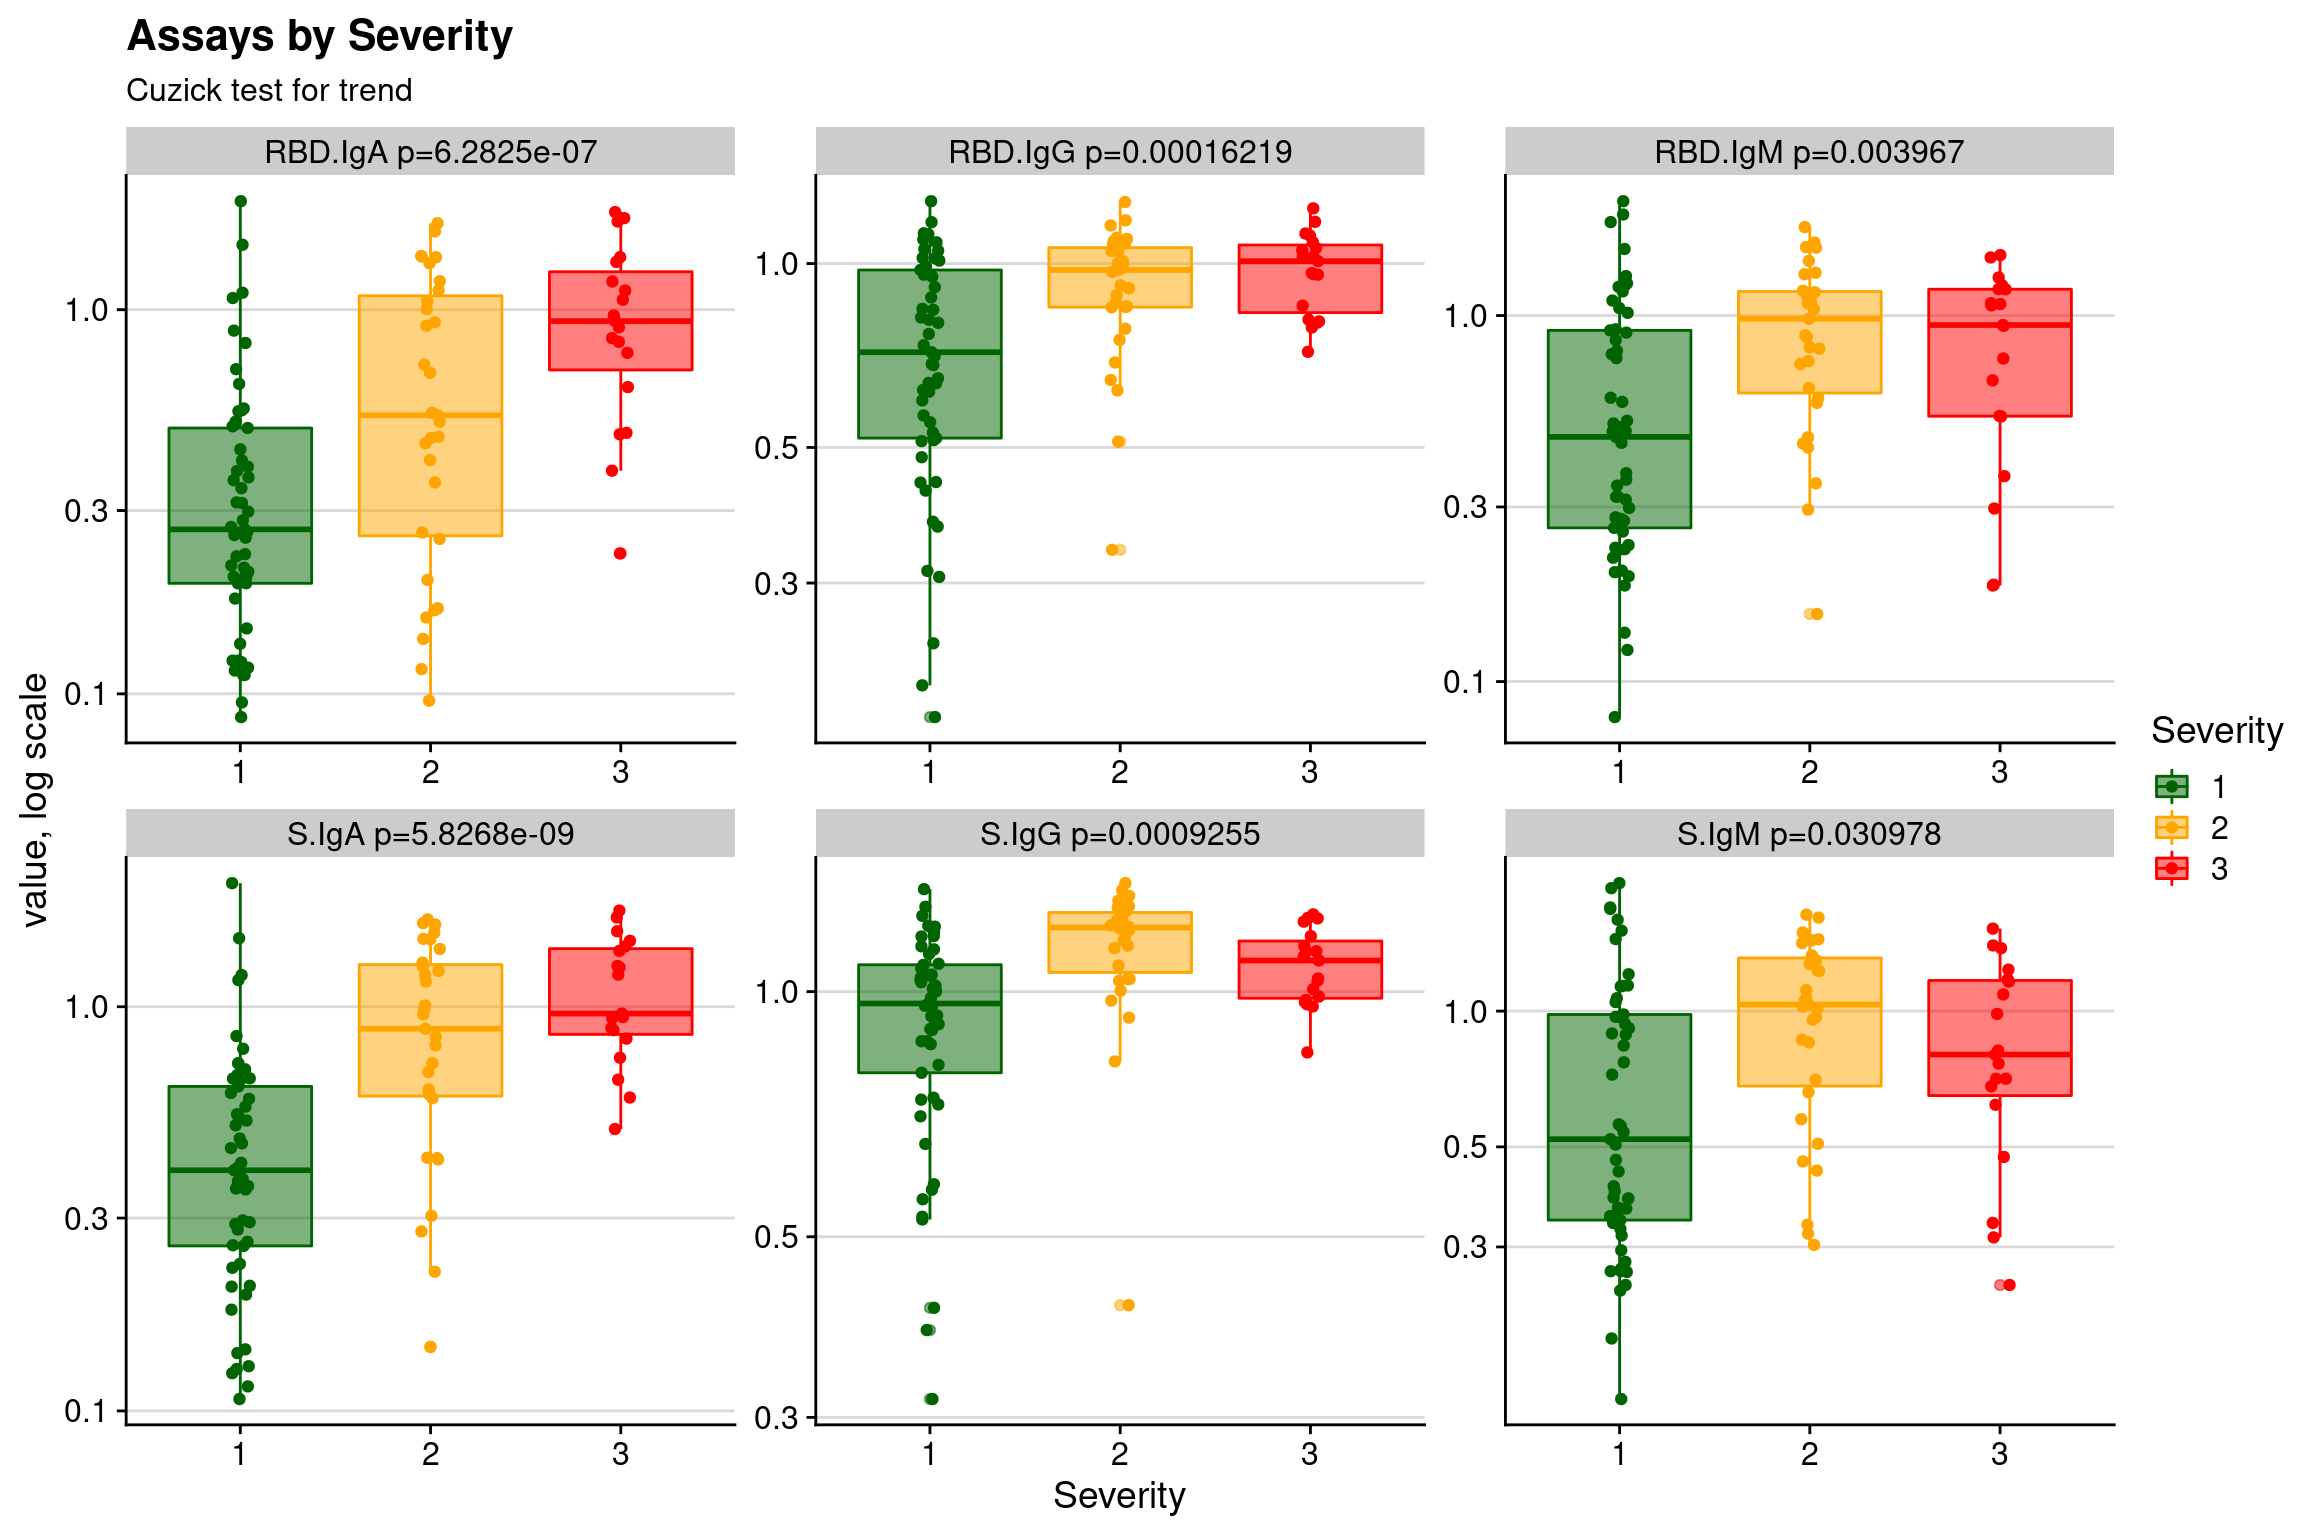 Assays by Severity
Cuzick test for trend
RBD.IgA p=6.2825e-07
RBD.IgG p=0.00016219
RBD.IgM p=0.003967
1.0
0.3
0.1
1.0
0.5
0.3
1.0
0.3
0.1
1 2 3
1 2 3
1 2 3
value, log scale
S.IgA p=5.8268e-09
S.IgG p=0.0009255
S.IgM p=0.030978
1.0
0.3
0.1
1.0
0.5
0.3
1.0
0.5
0.3
1 2 3
1 2 3
1 2 3
Severity
Severity
1
2
3